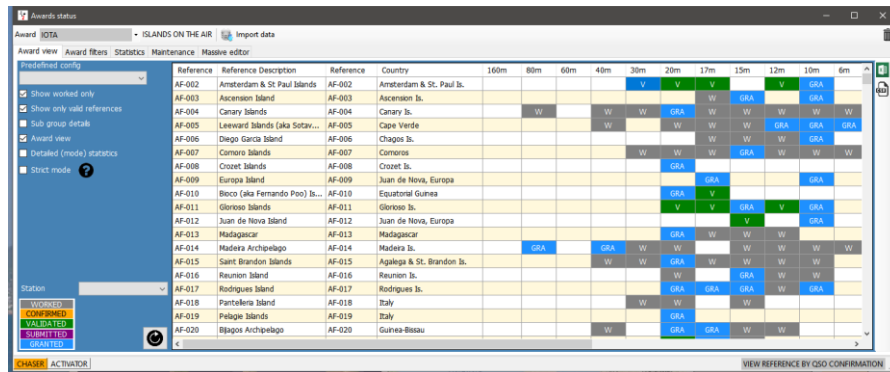 Awards status
Award IOTA - ISLANDS ON THE AIR Import data
Award view Award filters Statistics Maintenance Massive editor
Predefined config
Show worked only
Show only valid references
Sub group details
Award view
Detailed (mode) statistics
Strict mode ?
Station
WORKED
CONFIRMED
VALIDATED
SUBMITTED
GRANTED
Reference Reference Description Reference Country 160m 80m 60m 40m 30m 20m 17m 15m 12m 10m 6m
AF-002 Amsterdam & St Paul Islands AF-002 Amsterdam & St. Paul Is. V V V V GRA
AF-003 Ascension Island AF-003 Ascension Is. W GRA GRA
AF-004 Canary Islands AF-004 Canary Is. W W W GRA W W W W W
AF-005 Leeward Islands (aka Sotav... AF-005 Cape Verde W W W W GRA GRA GRA
AF-006 Diego Garcia Island AF-006 Chagos Is. W W W W
AF-007 Comoro Islands AF-007 Comoros W W W GRA W W W
AF-008 Crozet Islands AF-008 Crozet Is. GRA
AF-009 Europa Island AF-009 Juan de Nova, Europa GRA GRA
AF-010 Bioco (aka Fernando Poo) Is... AF-010 Equatorial Guinea GRA V
AF-011 Glorioso Islands AF-011 Glorioso Is. V V GRA V GRA
AF-012 Juan de Nova Island AF-012 Juan de Nova, Europa V GRA
AF-013 Madagascar AF-013 Madagascar GRA W W W
AF-014 Madeira Archipelago AF-014 Madeira Is. GRA GRA W W W W W W
AF-015 Saint Brandon Islands AF-015 Agalega & St. Brandon Is. W W GRA W W W W
AF-016 Reunion Island AF-016 Reunion Is. W GRA W W
AF-017 Rodrigues Island AF-017 Rodrigues Is. GRA GRA GRA W GRA
AF-018 Pantelleria Island AF-018 Italy W W W
AF-019 Pelagie Islands AF-019 Italy GRA
AF-020 Bijagos Archipelago AF-020 Guinea-Bissau W GRA GRA W W
CHASER ACTIVATOR VIEW REFERENCE BY QSO CONFIRMATION